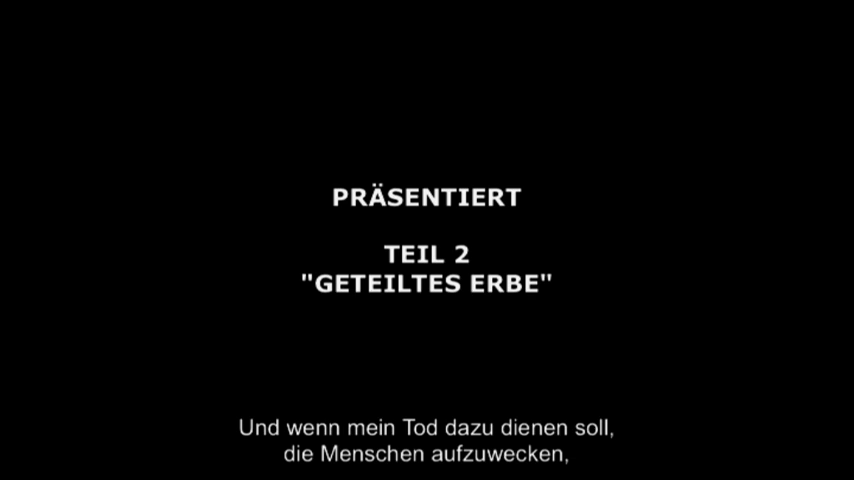 PRÄSENTIERT
TEIL 2
"GETEILTES ERBE"
Und wenn mein Tod dazu dienen soll,
die Menschen aufzuwecken,